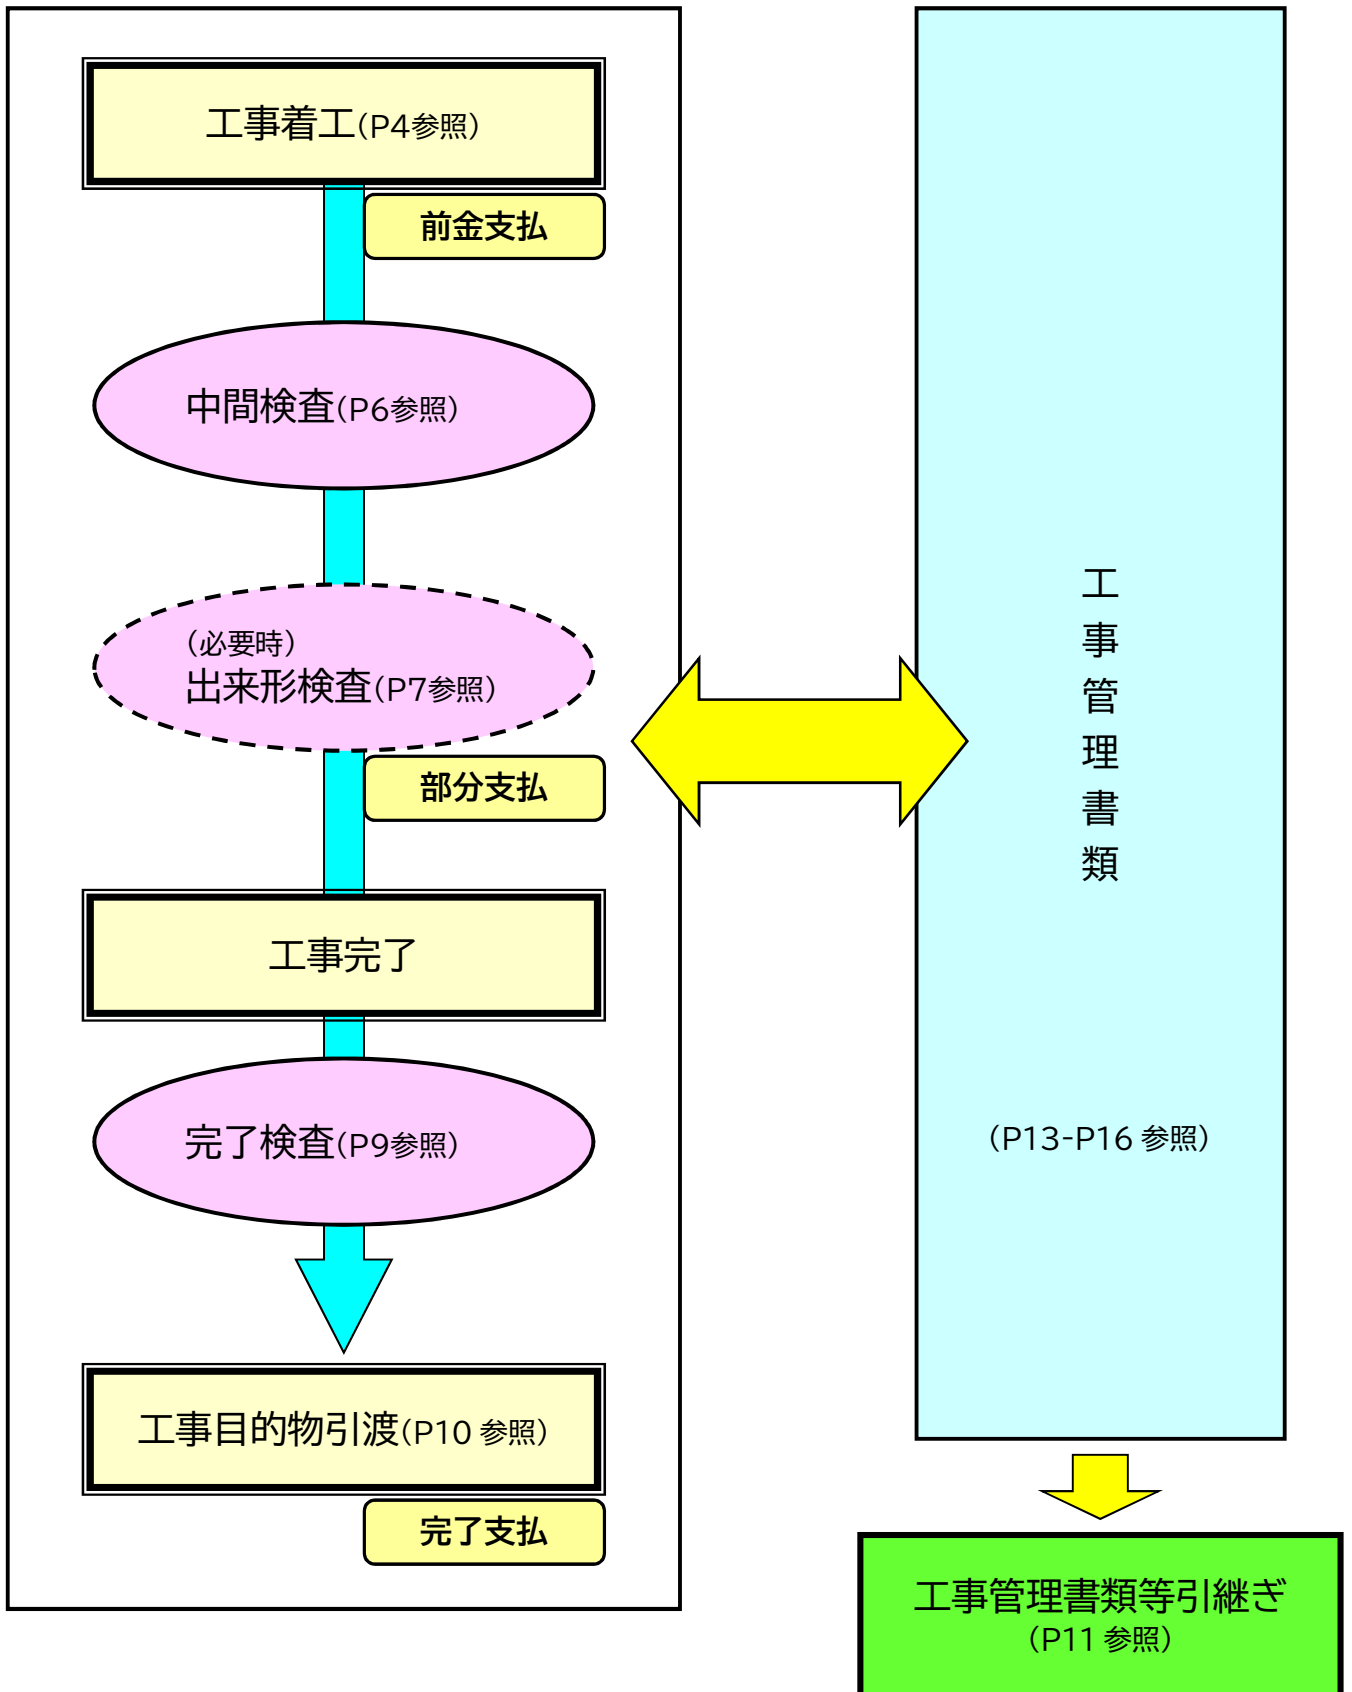 工事着工(P4参照)
前金支払
中間検査(P6参照)
(必要時)
出来形検査(P7参照)
部分支払
工事完了
完了検査(P9参照)
工事目的物引渡(P10 参照)
完了支払
工
事
管
理
書
類
(P13-P16 参照)
工事管理書類等引継ぎ
(P11 参照)